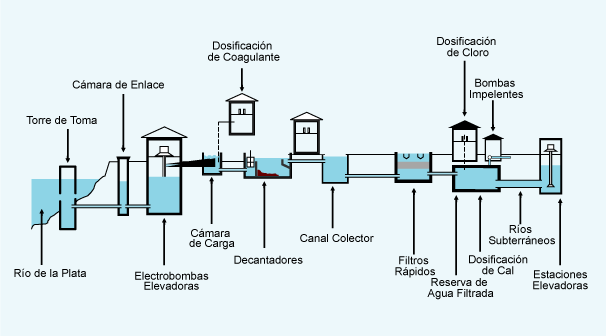 Dosificación
de Coagulante
Dosificación
de Cloro
Cámara de Enlace
Bombas
Impelentes
Torre de Toma
Río de la Plata
Electrobombas
Elevadoras
Cámara
de Carga
Decantadores
Canal Colector
Filtros
Rápidos
Reserva de
Agua Filtrada
Dosificación
de Cal
Ríos
Subterráneos
Estaciones
Elevadoras